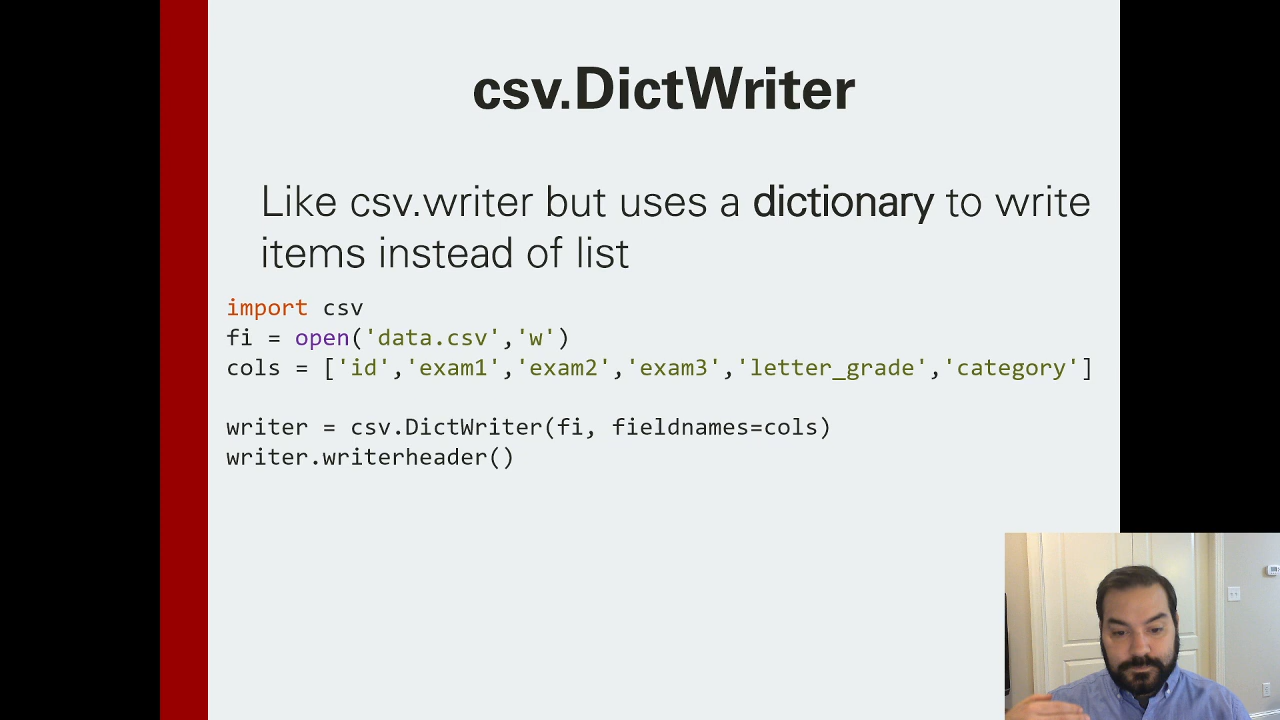 csv.DictWriter
Like csv.writer but uses a dictionary to write
items instead of list
import csv
fi = open('data.csv','w')
cols = ['id','exam1','exam2','exam3','letter_grade','category']
writer = csv.DictWriter(fi, fieldnames=cols)
writer.writerheader()